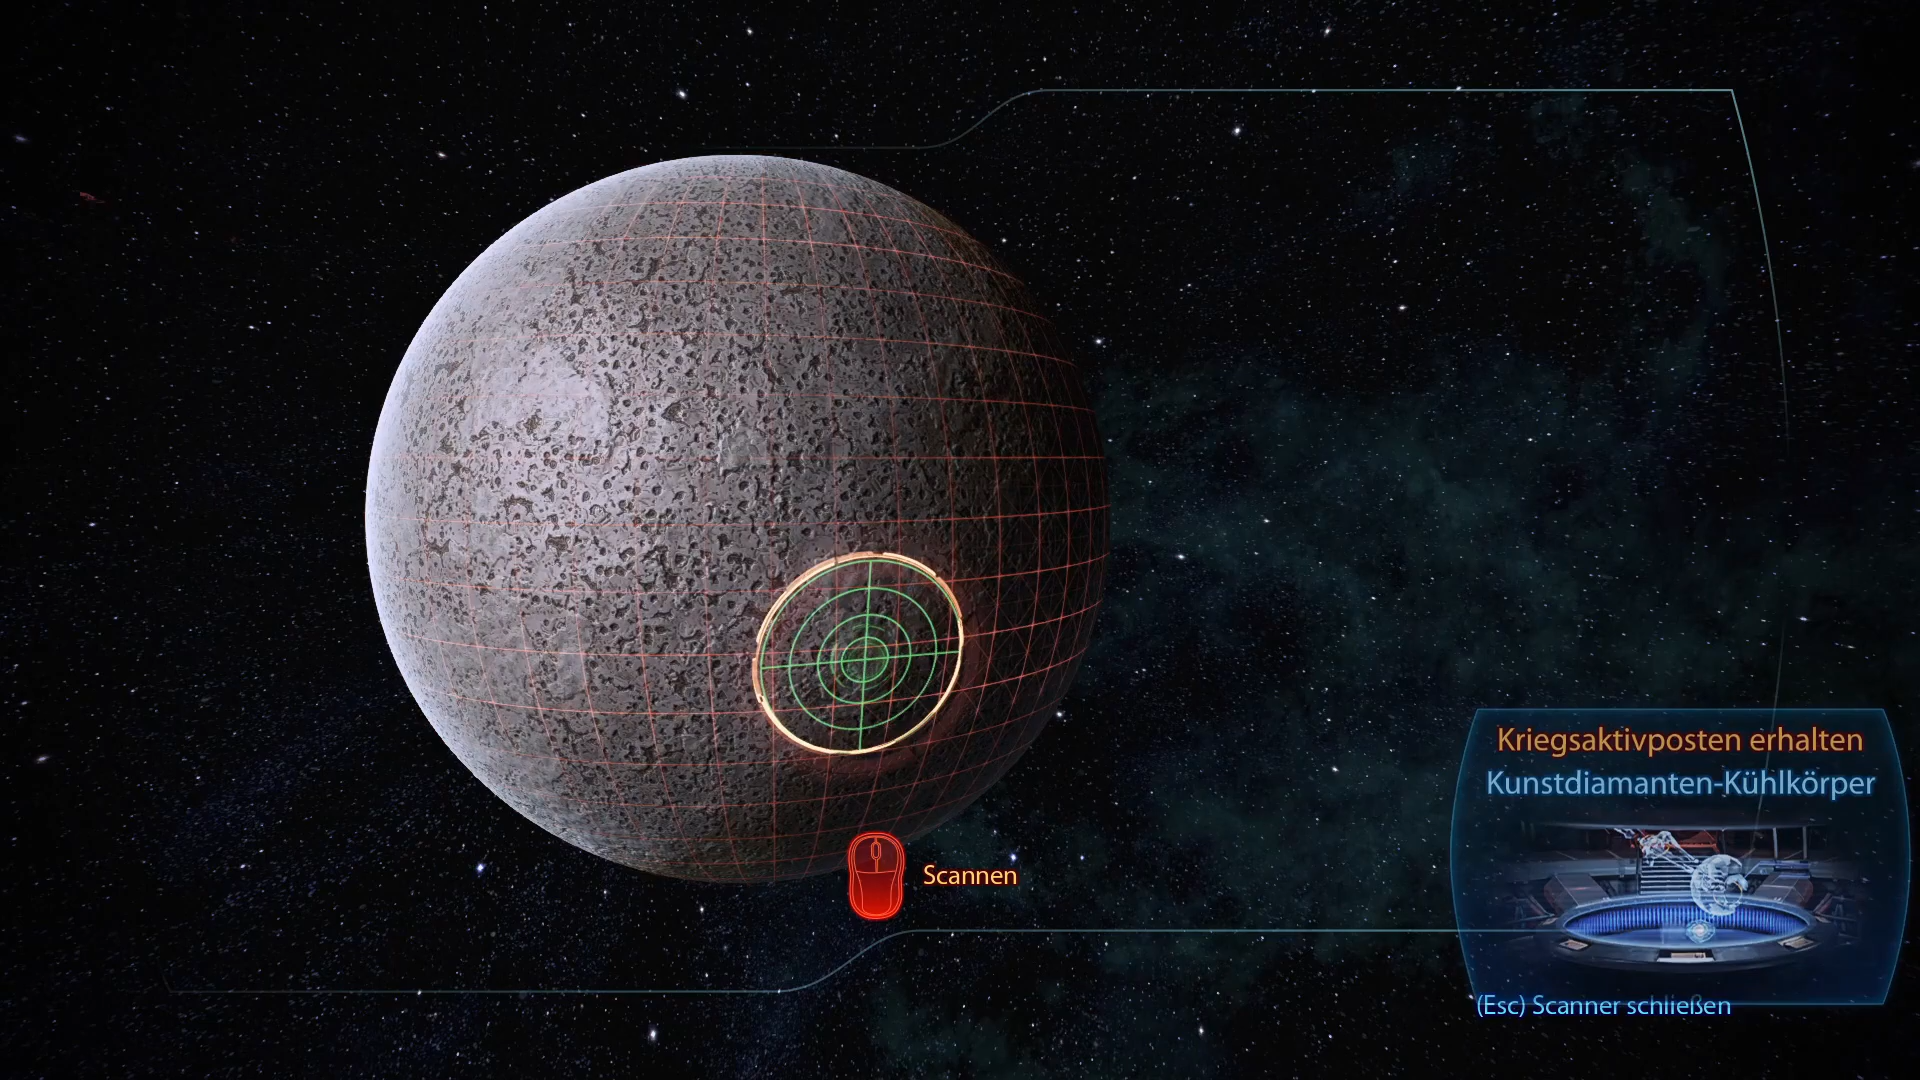 Scannen
Kriegsaktivposten erhalten
Kunstdiamanten-Kühlkörper
(Esc) Scanner schließen